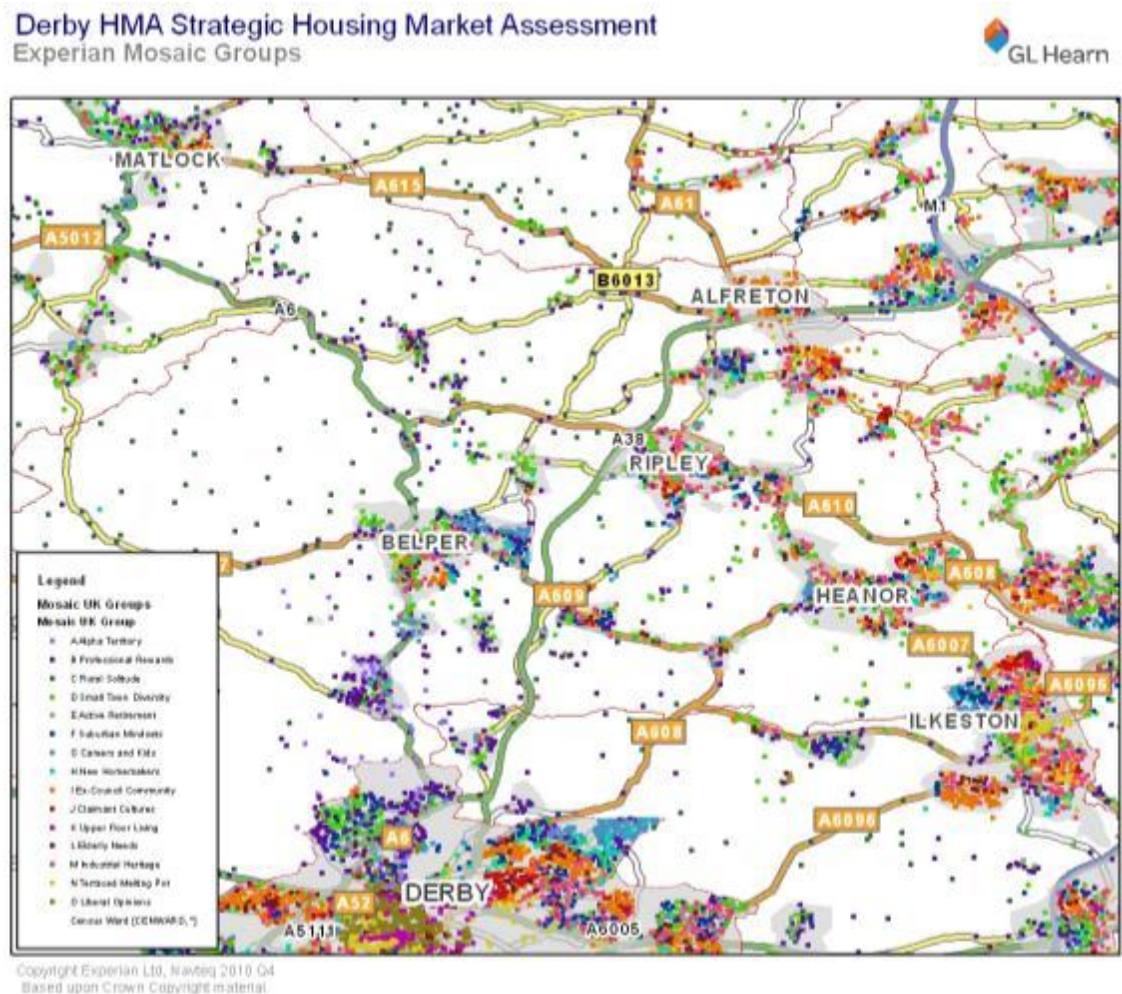 Derby HMA Strategic Housing Market Assessment
Experian Mosaic Groups
GL Hearn
MATLOCK
A615
A61
M1
A5012
B6013
ALFRETON
A6
A38
RIPLEY
A610
BELPER
A609
A608
HEANOR
A6007
A6096
ILKESTON
A608
A6096
A6
DERBY
A52
A5111
A6005
Legend
Mosaic UK Groups
Mosaic UK Group
A Alpha Territory
B Professional Rewards
C Rural Solitude
D Small Town Diversity
E Active Retirement
F Suburban Mindsets
G Careers and Kids
H New Homemakers
I Ex-Council Community
J Claimant Cultures
K Upper Floor Living
L Elderly Needs
M Industrial Heritage
N Terraced Melting Pot
O Liberal Opinions
Census Ward (CENWARD, *)
Copyright Experian Ltd, Navteq 2010 Q4
Based upon Crown Copyright material